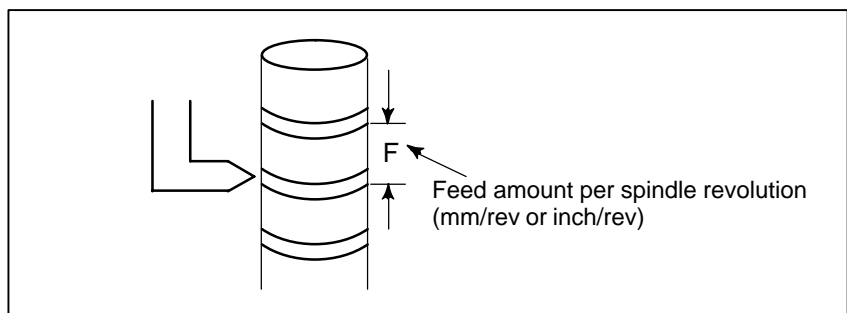 F
Feed amount per spindle revolution
(mm/rev or inch/rev)